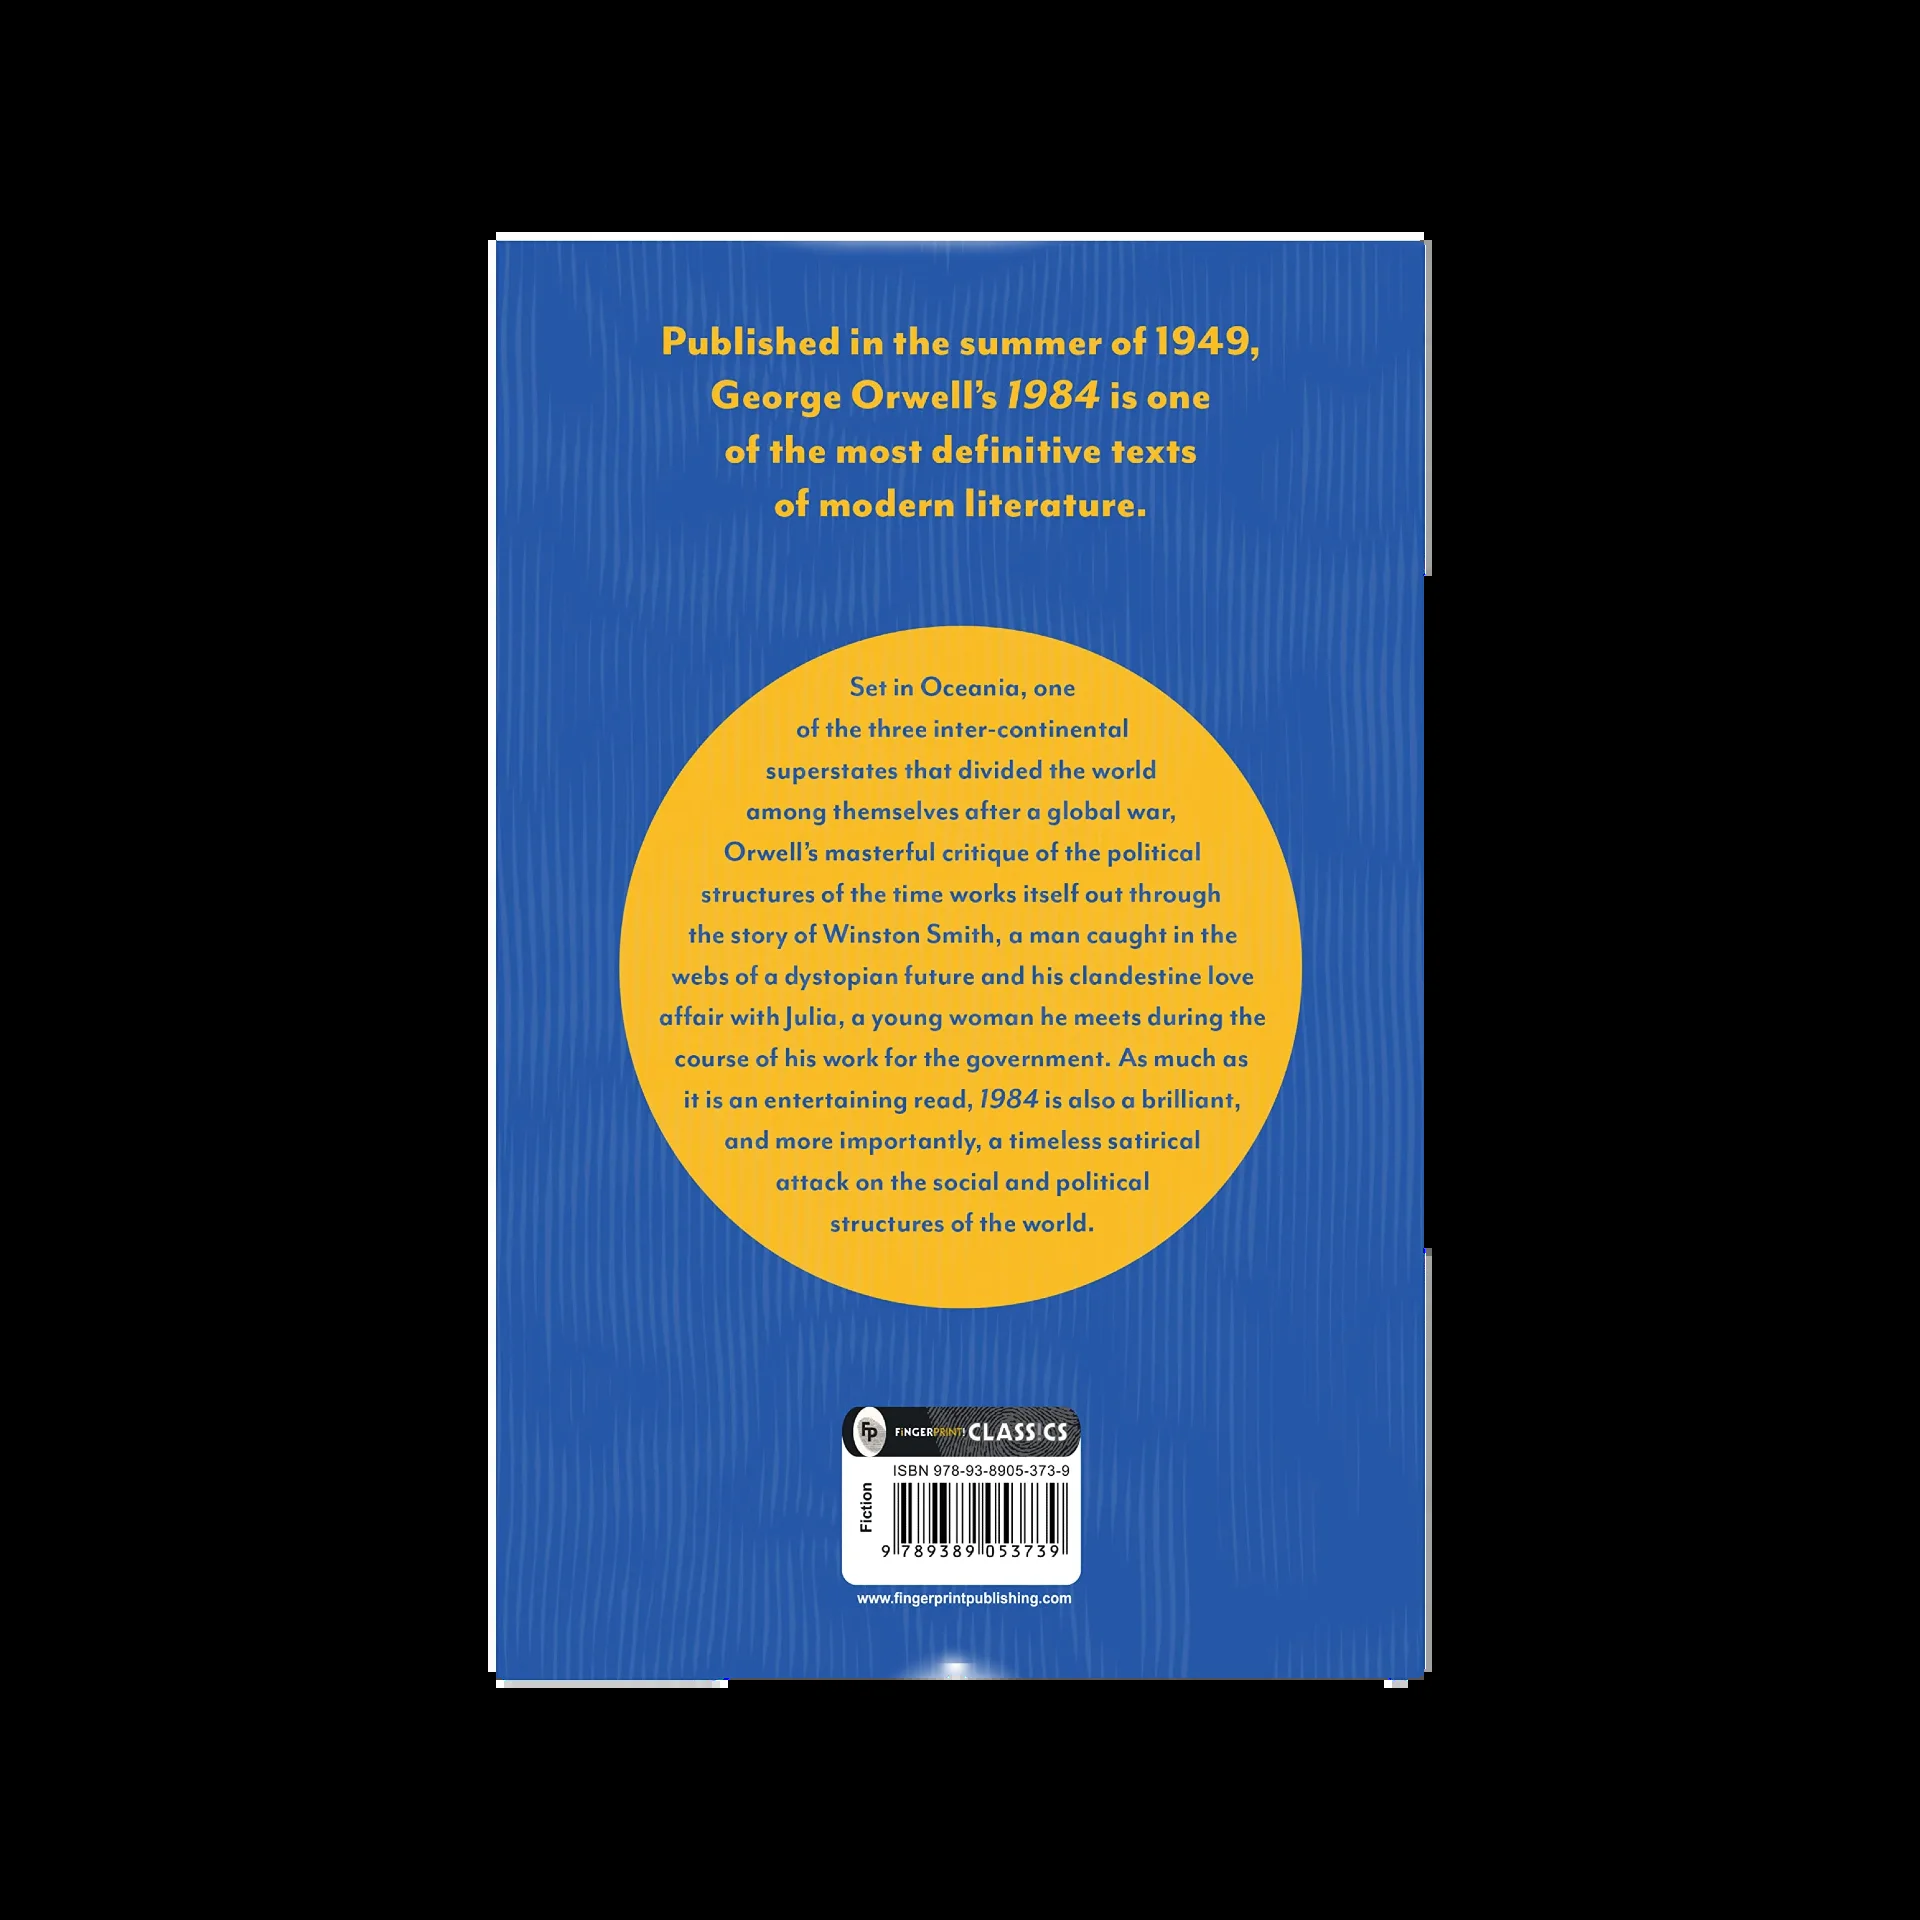 Published in the summer of 1949,
George Orwell's 1984 is one
of the most definitive texts
of modern literature.
Set in Oceania, one
of the three inter-continental
superstates that divided the world
among themselves after a global war,
Orwell's masterful critique of the political
structures of the time works itself out through
the story of Winston Smith, a man caught in the
webs of a dystopian future and his clandestine love
affair with Julia, a young woman he meets during the
course of his work for the government. As much as
it is an entertaining read, 1984 is also a brilliant,
and more importantly, a timeless satirical
attack on the social and political
structures of the world.
FP FiNGERPRINT! CLASS!CS
ISBN 978-93-8905-373-9
Fiction
9 789389 053739
www.fingerprintpublishing.com